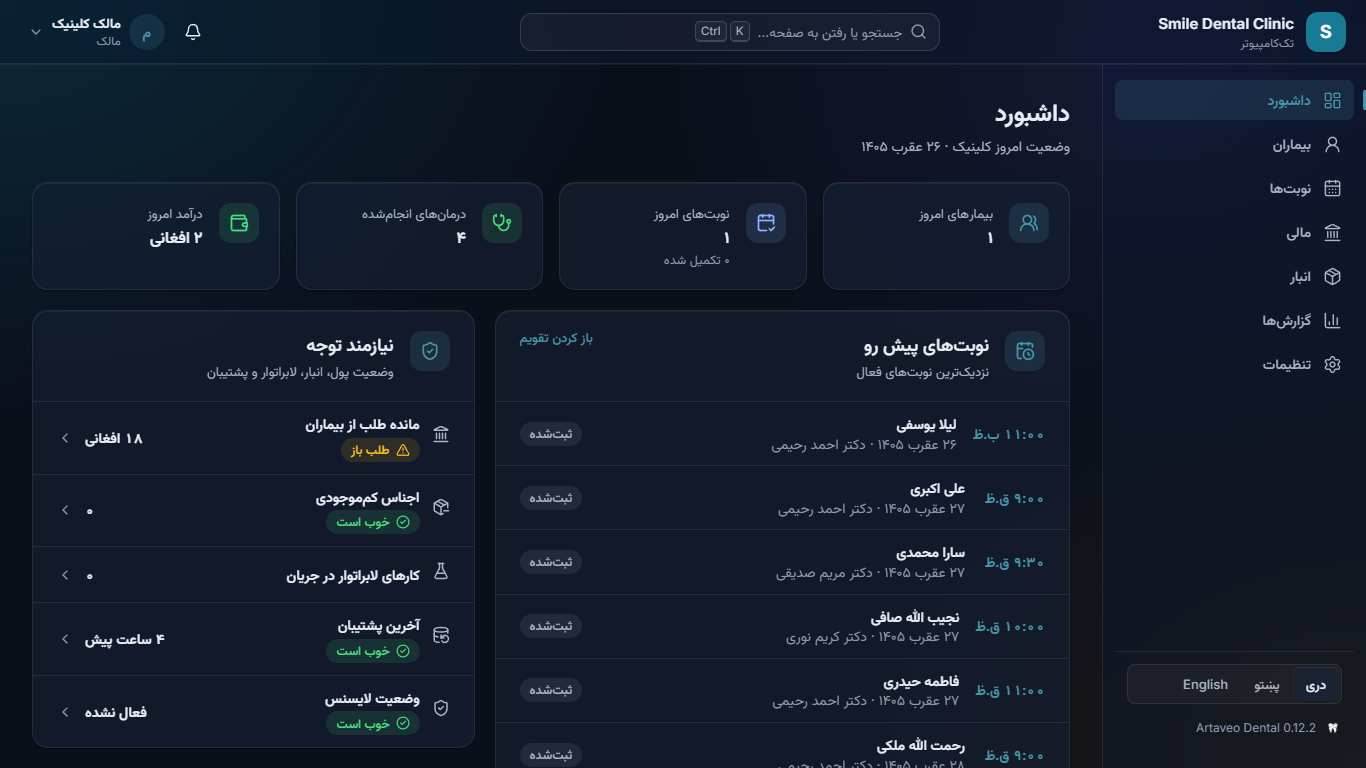 Smile Dental Clinic
تک‌کامپیوتر
S
جستجو یا رفتن به صفحه...
Ctrl K
مالک کلینیک
مالک
م
داشبورد
بیماران
نوبت‌ها
مالی
انبار
گزارش‌ها
تنظیمات
دری
پښتو
English
Artaveo Dental 0.12.2
داشبورد
وضعیت امروز کلینیک · ۲۶ عقرب ۱۴۰۵
بیمارهای امروز
۱
نوبت‌های امروز
۱
۰ تکمیل شده
درمان‌های انجام‌شده
۴
درآمد امروز
۲ افغانی
نوبت‌های پیش رو
نزدیک‌ترین نوبت‌های فعال
باز کردن تقویم
۱۱:۰۰ ب.ظ
لیلا یوسفی
۲۶ عقرب ۱۴۰۵ · دکتر احمد رحیمی
ثبت‌شده
۹:۰۰ ق.ظ
علی اکبری
۲۷ عقرب ۱۴۰۵ · دکتر احمد رحیمی
ثبت‌شده
۹:۳۰ ق.ظ
سارا محمدی
۲۷ عقرب ۱۴۰۵ · دکتر مریم صدیقی
ثبت‌شده
۱۰:۰۰ ق.ظ
نجیب الله صافی
۲۷ عقرب ۱۴۰۵ · دکتر کریم نوری
ثبت‌شده
۱۱:۰۰ ق.ظ
فاطمه حیدری
۲۷ عقرب ۱۴۰۵ · دکتر احمد رحیمی
ثبت‌شده
۹:۰۰ ق.ظ
رحمت الله ملکی
۲۸ عقرب ۱۴۰۵ · دکتر احمد رحیمی
ثبت‌شده
نیازمند توجه
وضعیت پول، انبار، لابراتوار و پشتیبان
مانده طلب از بیماران
طلب باز
۱۸ افغانی
اجناس کم‌موجودی
خوب است
۰
کارهای لابراتوار در جریان
۰
آخرین پشتیبان
خوب است
۴ ساعت پیش
وضعیت لایسنس
خوب است
فعال نشده